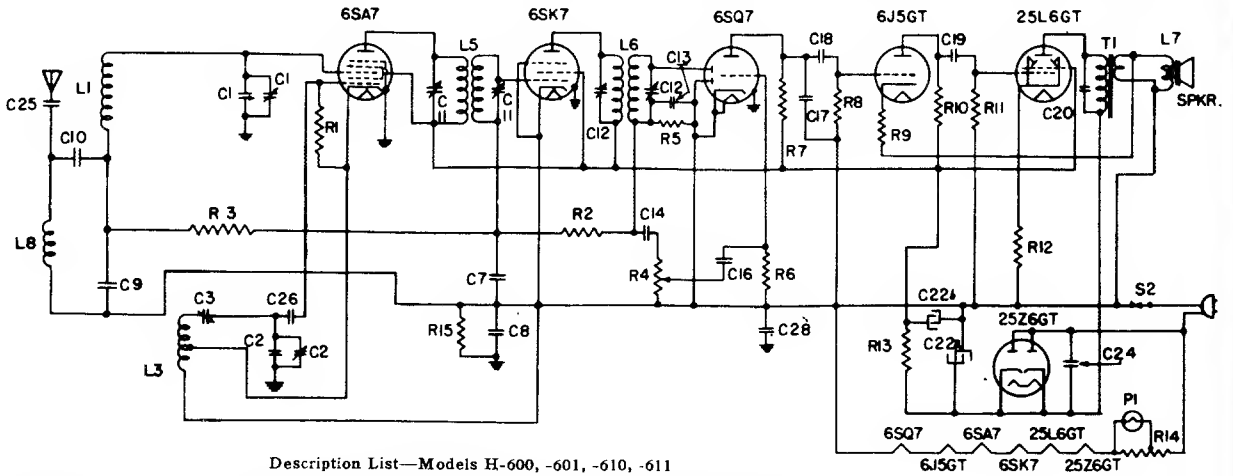 6SA7
6SK7
6SQ7
6J5GT
25L6GT
L5
L6
C13
C18
C19
T1
L7
C25
L1
C1
C1
C11
C11
C12
C12
R5
C17
R8
R10
R11
C20
SPKR.
C10
R1
R7
R9
L8
R 3
R2
C14
C9
C7
R4
C16
R6
R12
S2
C3
C26
C22
25Z6GT
R15
C8
C28
C2
C2
L3
R13
C22
C24
P1
R14
6SQ7 6SA7 25L6GT
6J5GT 6SK7 25Z6GT
Description List—Models H-600, -601, -610, -611